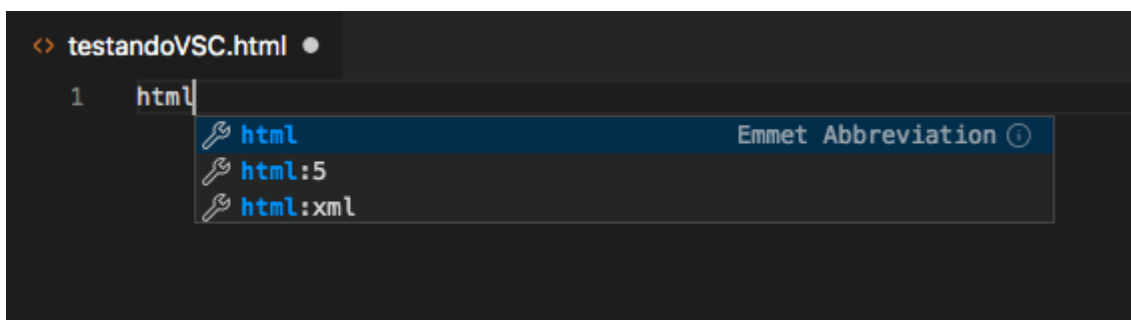 <> testandoVSC.html ●
1 html
html Emmet Abbreviation
html:5
html:xml